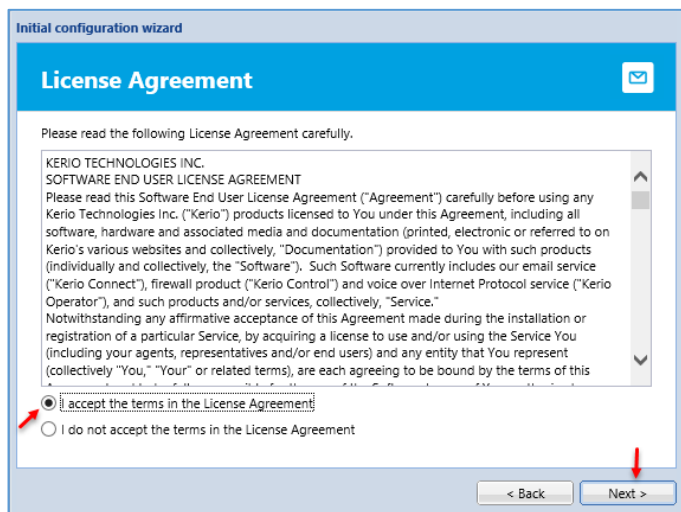 Initial configuration wizard
License Agreement
Please read the following License Agreement carefully.
KERIO TECHNOLOGIES INC.
SOFTWARE END USER LICENSE AGREEMENT
Please read this Software End User License Agreement ("Agreement") carefully before using any
Kerio Technologies Inc. ("Kerio") products licensed to You under this Agreement, including all
software, hardware and associated media and documentation (printed, electronic or referred to on
Kerio's various websites and collectively, "Documentation") provided to You with such products
(individually and collectively, the "Software"). Such Software currently includes our email service
("Kerio Connect"), firewall product ("Kerio Control") and voice over Internet Protocol service ("Kerio
Operator"), and such products and/or services, collectively, "Service."
Notwithstanding any affirmative acceptance of this Agreement made during the installation or
registration of a particular Service, by acquiring a license to use and/or using the Service You
(including your agents, representatives and/or end users) and any entity that You represent
(collectively "You," "Your" or related terms), are each agreeing to be bound by the terms of this
I accept the terms in the License Agreement
I do not accept the terms in the License Agreement
< Back
Next >